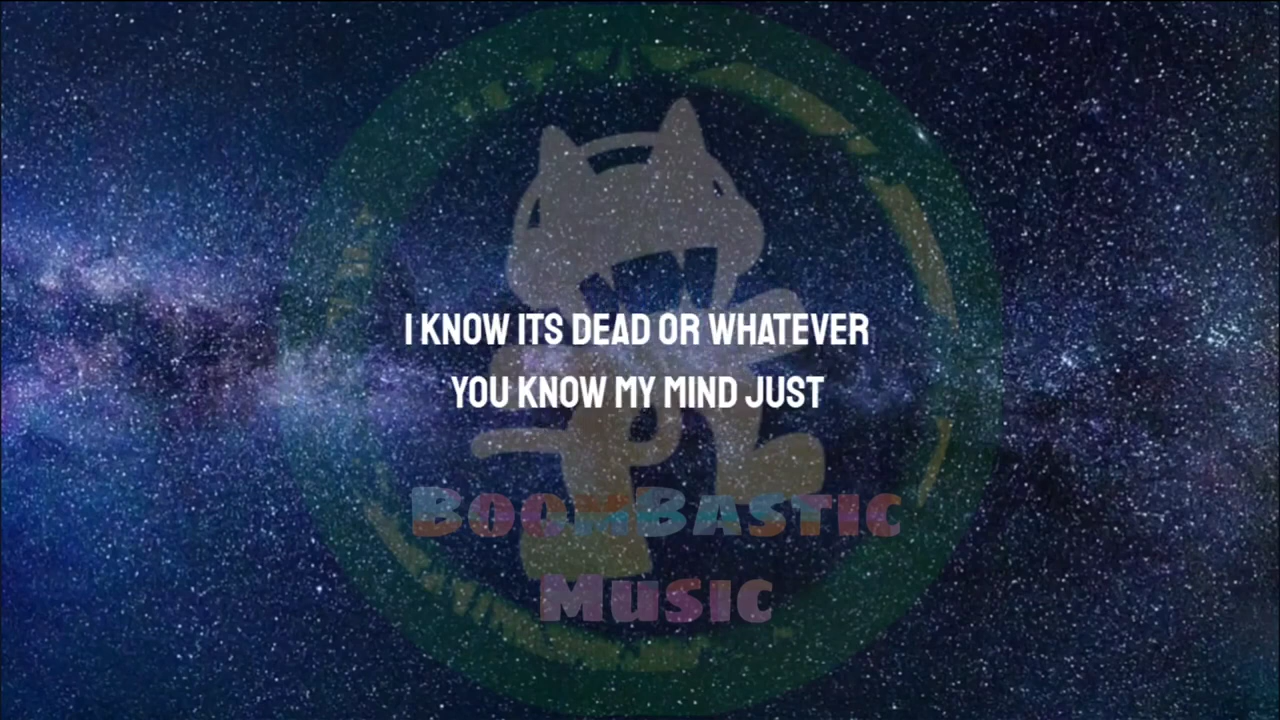 I KNOW ITS DEAD OR WHATEVER
YOU KNOW MY MIND JUST
BOOMBASTIC
MUSIC